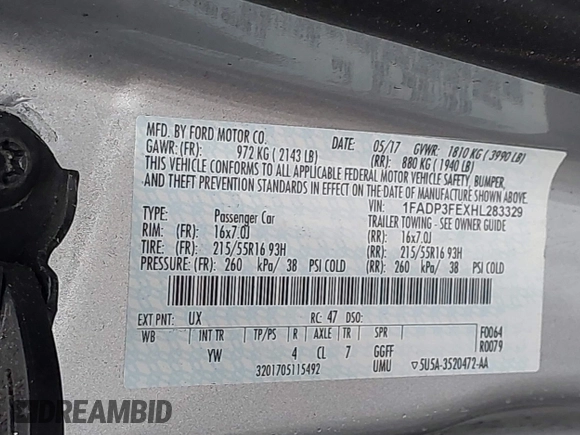 MFD. BY FORD MOTOR CO.
DATE: 05/17 GVWR: 1810 KG ( 3990 LB)
GAWR: (FR): 972 KG ( 2143 LB) (RR): 880 KG ( 1940 LB)
THIS VEHICLE CONFORMS TO ALL APPLICABLE FEDERAL MOTOR VEHICLE SAFETY, BUMPER,
AND THEFT PREVENTION STANDARDS IN EFFECT ON THE DATE OF MANUFACTURE SHOWN ABOVE.
VIN: 1FADP3FEXHL283329
TYPE: Passenger Car TRAILER TOWING - SEE OWNER GUIDE
RIM: (FR): 16x7.0J (RR): 16x7.0J
TIRE: (FR): 215/55R16 93H (RR): 215/55R16 93H
PRESSURE: (FR): 260 kPa/ 38 PSI COLD (RR): 260 kPa/ 38 PSI COLD
EXT PNT: UX RC: 47 DSO:
WB INT TR TP/PS R AXLE TR SPR F0064
YW 4 CL 7 GGFF R0079
UMU
3201705115492 ▽5U5A-3520472-AA
DREAMBID